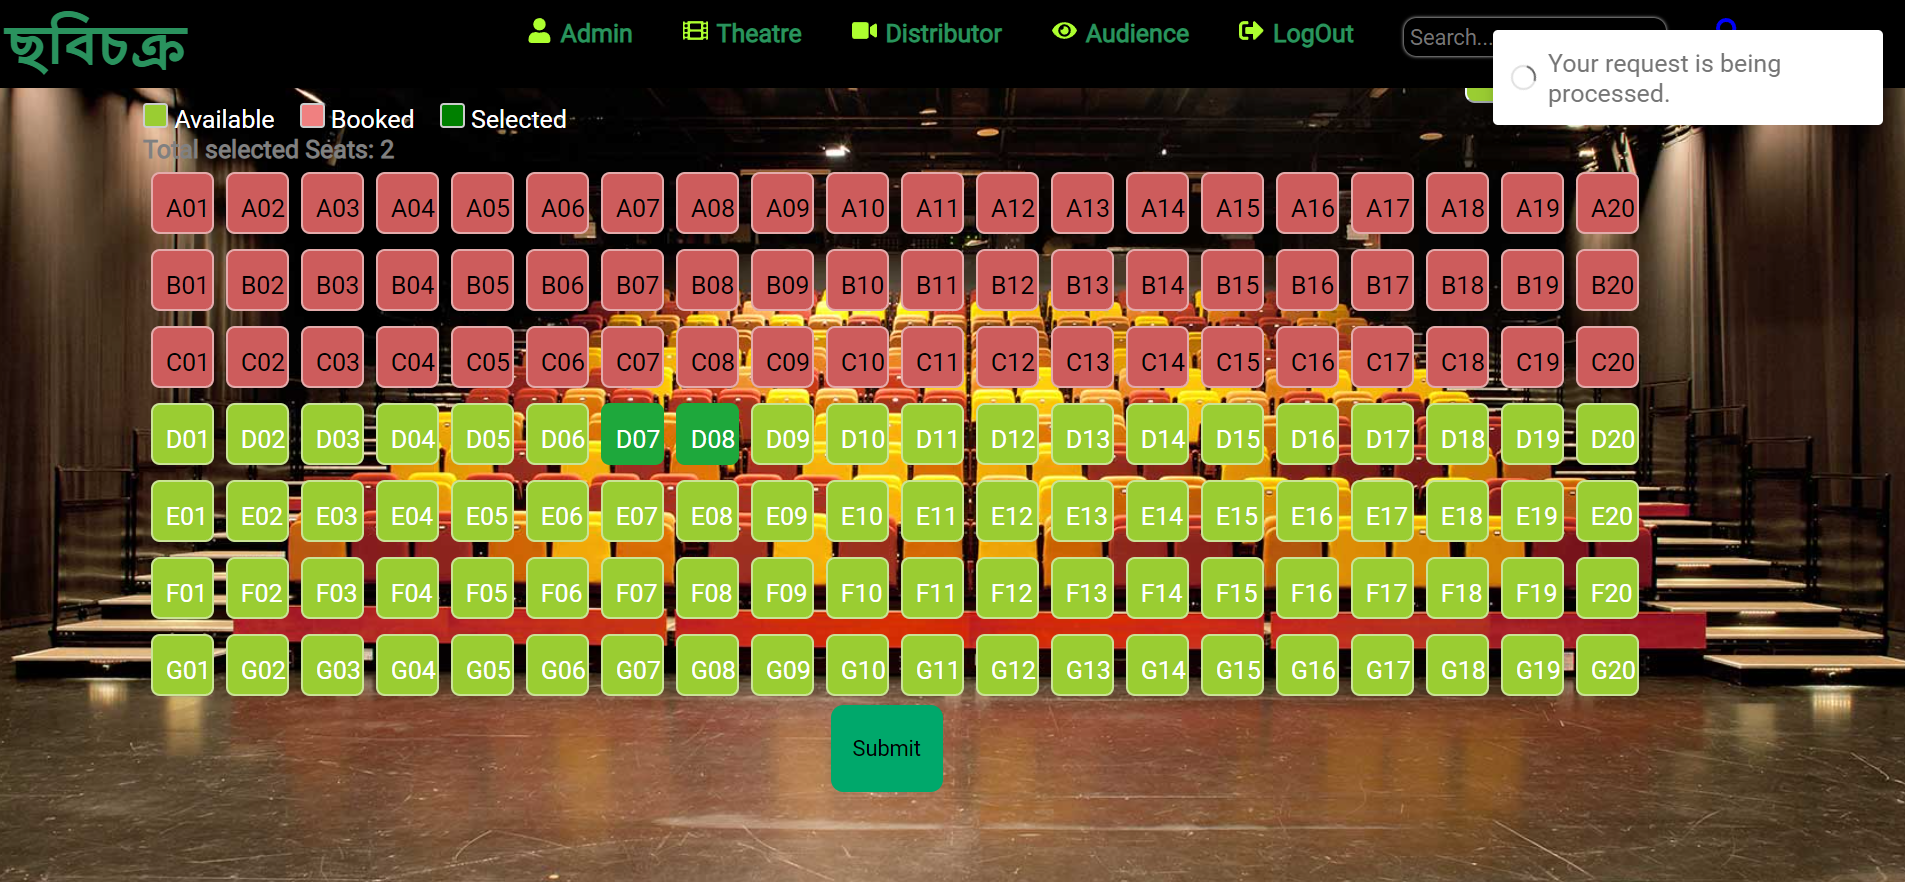 ছবিচক্র
Admin Theatre Distributor Audience LogOut Search...
Your request is being
processed.
Available Booked Selected
Total selected Seats: 2
A01 A02 A03 A04 A05 A06 A07 A08 A09 A10 A11 A12 A13 A14 A15 A16 A17 A18 A19 A20
B01 B02 B03 B04 B05 B06 B07 B08 B09 B10 B11 B12 B13 B14 B15 B16 B17 B18 B19 B20
C01 C02 C03 C04 C05 C06 C07 C08 C09 C10 C11 C12 C13 C14 C15 C16 C17 C18 C19 C20
D01 D02 D03 D04 D05 D06 D07 D08 D09 D10 D11 D12 D13 D14 D15 D16 D17 D18 D19 D20
E01 E02 E03 E04 E05 E06 E07 E08 E09 E10 E11 E12 E13 E14 E15 E16 E17 E18 E19 E20
F01 F02 F03 F04 F05 F06 F07 F08 F09 F10 F11 F12 F13 F14 F15 F16 F17 F18 F19 F20
G01 G02 G03 G04 G05 G06 G07 G08 G09 G10 G11 G12 G13 G14 G15 G16 G17 G18 G19 G20
Submit